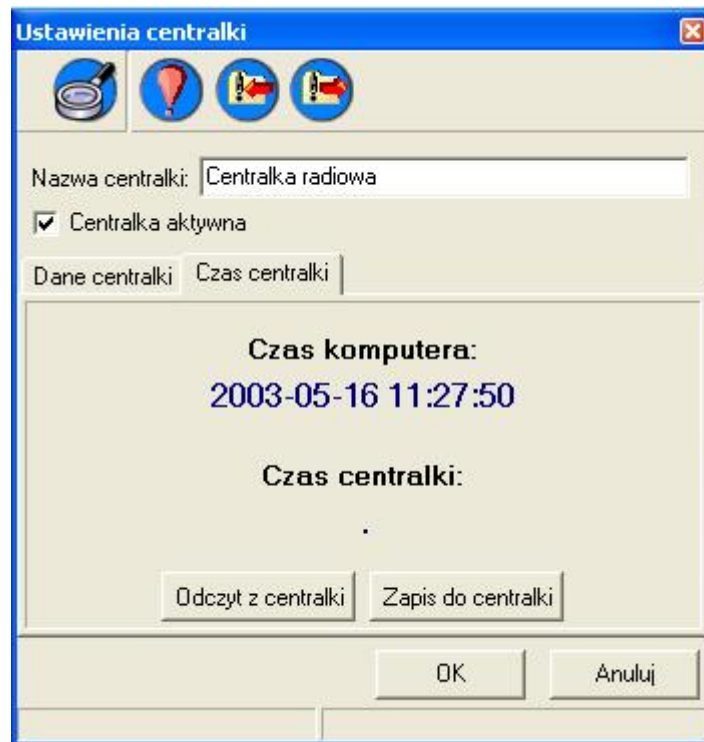 Ustawienia centralki
Nazwa centralki: Centralka radiowa
Centralka aktywna
Dane centralki Czas centralki
Czas komputera:
2003-05-16 11:27:50
Czas centralki:
.
Odczyt z centralki Zapis do centralki
OK Anuluj